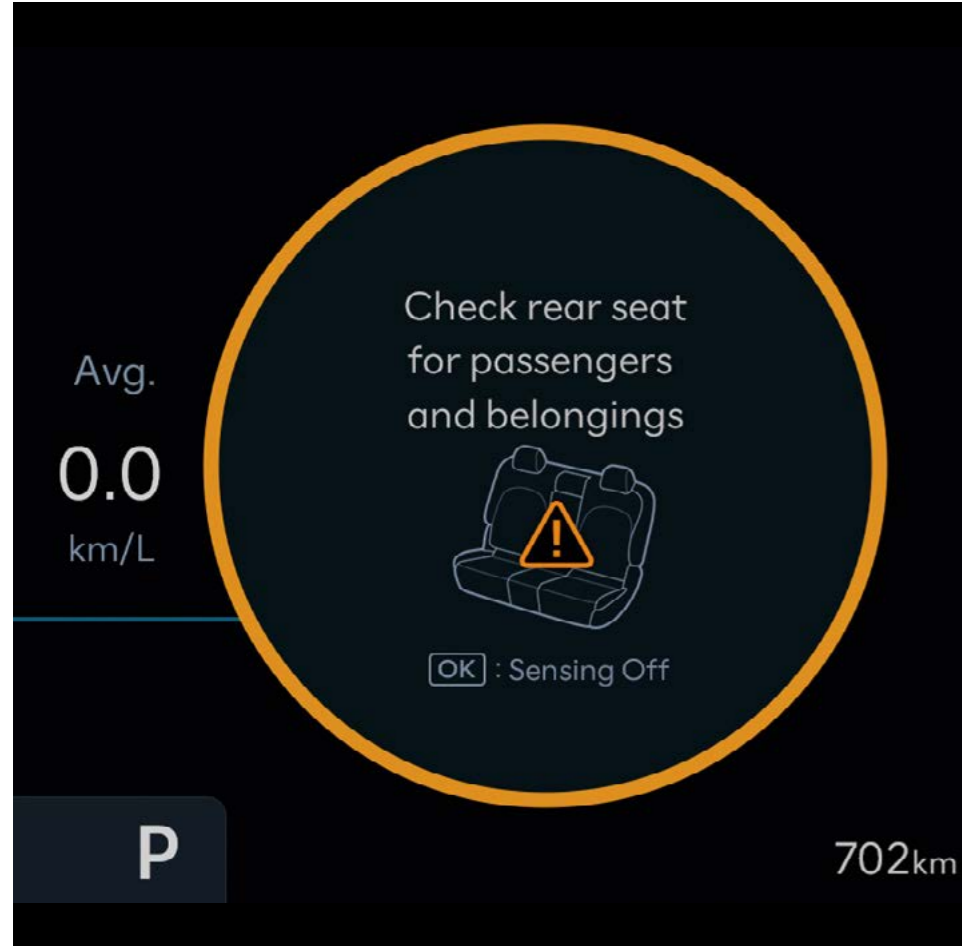 Check rear seat
for passengers
and belongings
Avg.
0.0
km/L
OK : Sensing Off
P
702km